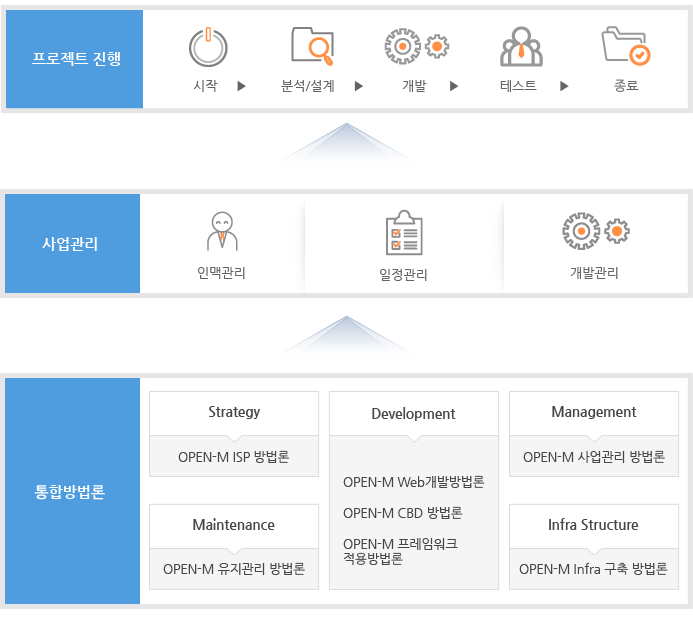 프로젝트 진행
시작 ▶ 분석/설계 ▶ 개발 ▶ 테스트 ▶ 종료
사업관리
인맥관리
일정관리
개발관리
통합방법론
Strategy
OPEN-M ISP 방법론
Maintenance
OPEN-M 유지관리 방법론
Development
OPEN-M Web개발방법론
OPEN-M CBD 방법론
OPEN-M 프레임워크
적용방법론
Management
OPEN-M 사업관리 방법론
Infra Structure
OPEN-M Infra 구축 방법론